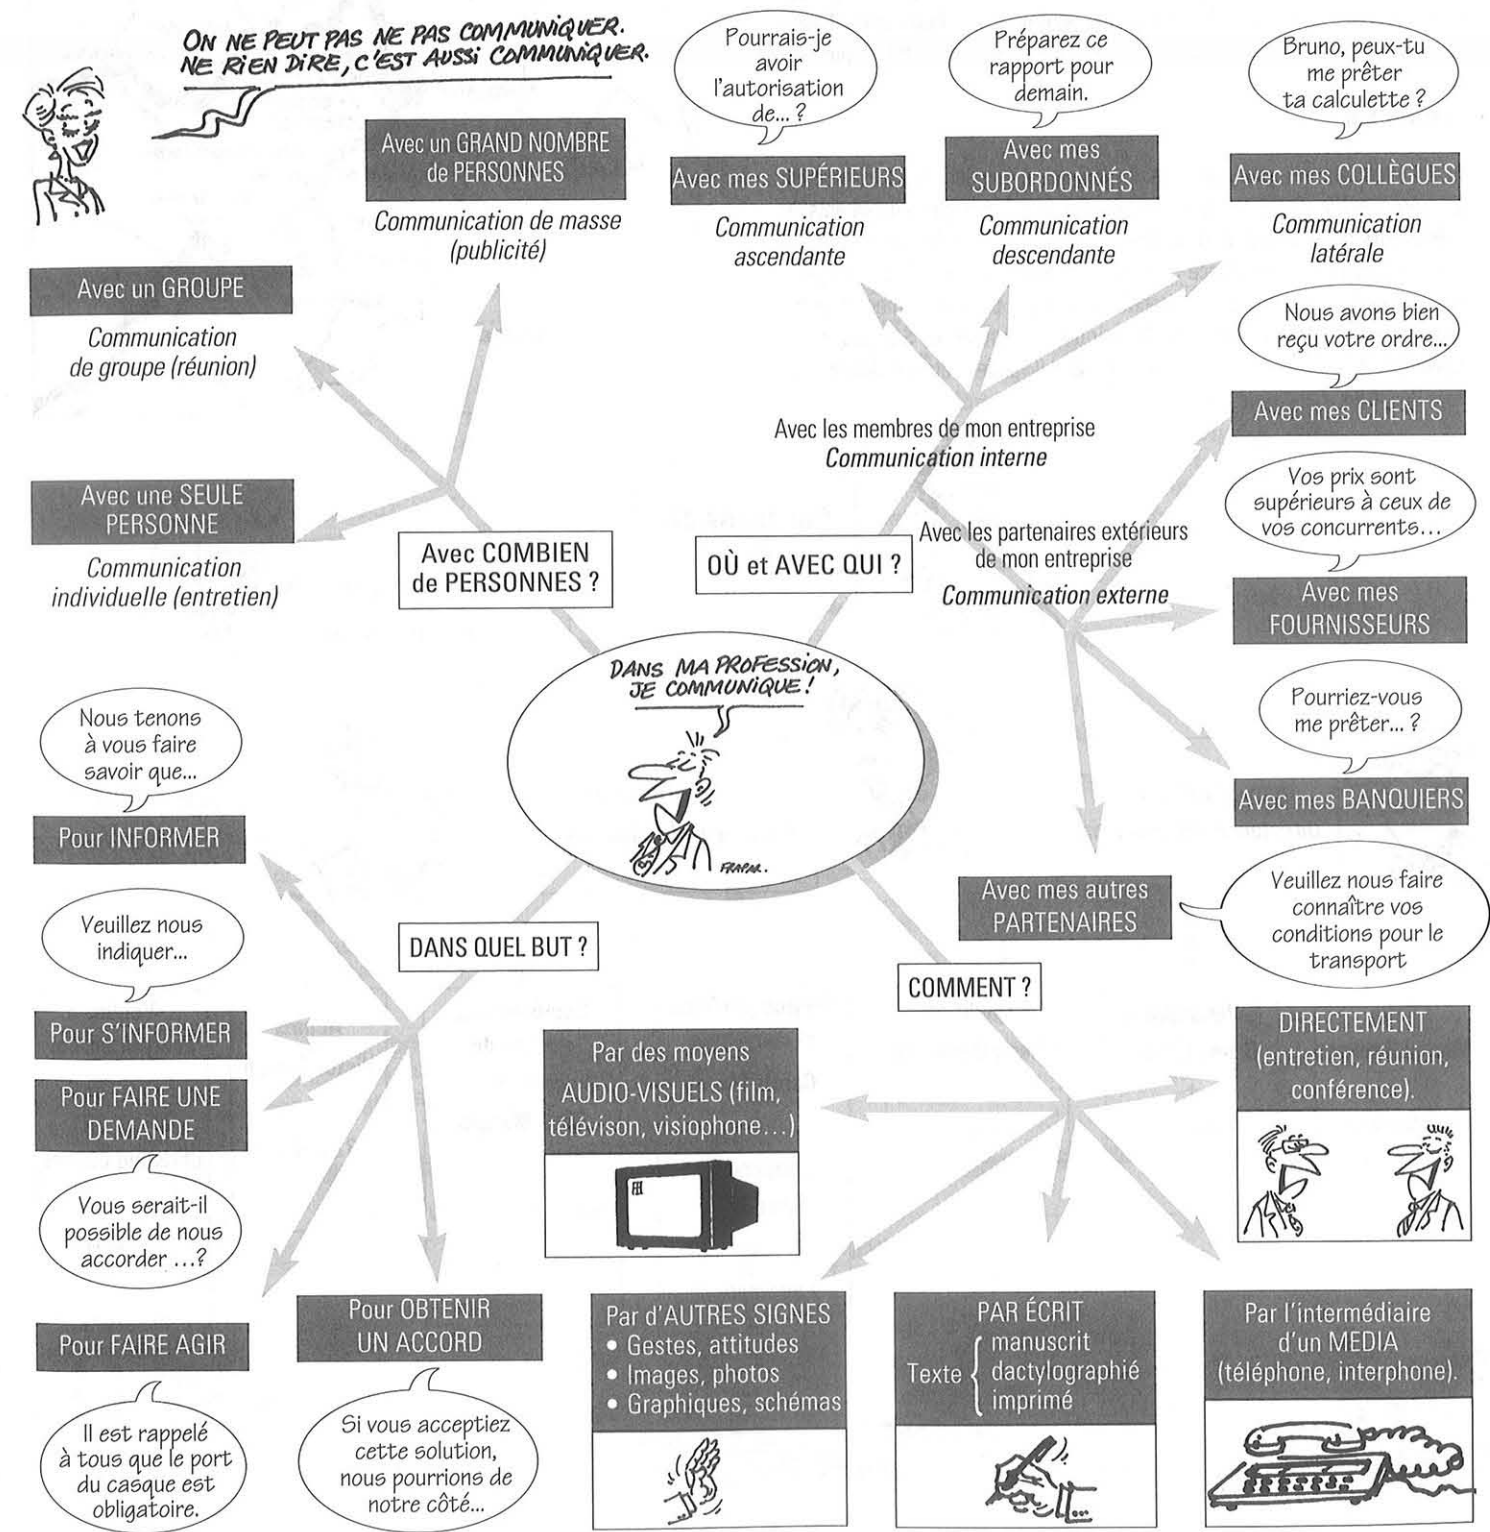 ON NE PEUT PAS NE PAS COMMUNIQUER.
NE RIEN DIRE, C'EST AUSSI COMMUNIQUER.
Avec un GRAND NOMBRE
de PERSONNES
Communication de masse
(publicité)
Avec un GROUPE
Communication
de groupe (réunion)
Avec une SEULE
PERSONNE
Communication
individuelle (entretien)
Avec COMBIEN
de PERSONNES ?
Pourrais-je
avoir
l'autorisation
de... ?
Avec mes SUPÉRIEURS
Communication
ascendante
Préparez ce
rapport pour
demain.
Avec mes
SUBORDONNÉS
Communication
descendante
Bruno, peux-tu
me prêter
ta calculette ?
Avec mes COLLÈGUES
Communication
latérale
Avec les membres de mon entreprise
Communication interne
OÙ et AVEC QUI ?
Avec les partenaires extérieurs
de mon entreprise
Communication externe
Nous avons bien
reçu votre ordre...
Avec mes CLIENTS
Vos prix sont
supérieurs à ceux de
vos concurrents...
Avec mes
FOURNISSEURS
Pourriez-vous
me prêter... ?
Avec mes BANQUIERS
Avec mes autres
PARTENAIRES
Veuillez nous faire
connaître vos
conditions pour le
transport
DANS MA PROFESSION,
JE COMMUNIQUE !
FRAPAR.
DANS QUEL BUT ?
Nous tenons
à vous faire
savoir que...
Pour INFORMER
Veuillez nous
indiquer...
Pour S'INFORMER
Pour FAIRE UNE
DEMANDE
Vous serait-il
possible de nous
accorder ...?
Pour FAIRE AGIR
Il est rappelé
à tous que le port
du casque est
obligatoire.
Pour OBTENIR
UN ACCORD
Si vous acceptiez
cette solution,
nous pourrions de
notre côté...
COMMENT ?
Par des moyens
AUDIO-VISUELS (film,
télévison, visiophone...)
Par d'AUTRES SIGNES
• Gestes, attitudes
• Images, photos
• Graphiques, schémas
PAR ÉCRIT
manuscrit
Texte { dactylographié
imprimé
Par l'intermédiaire
d'un MEDIA
(téléphone, interphone).
DIRECTEMENT
(entretien, réunion,
conférence).